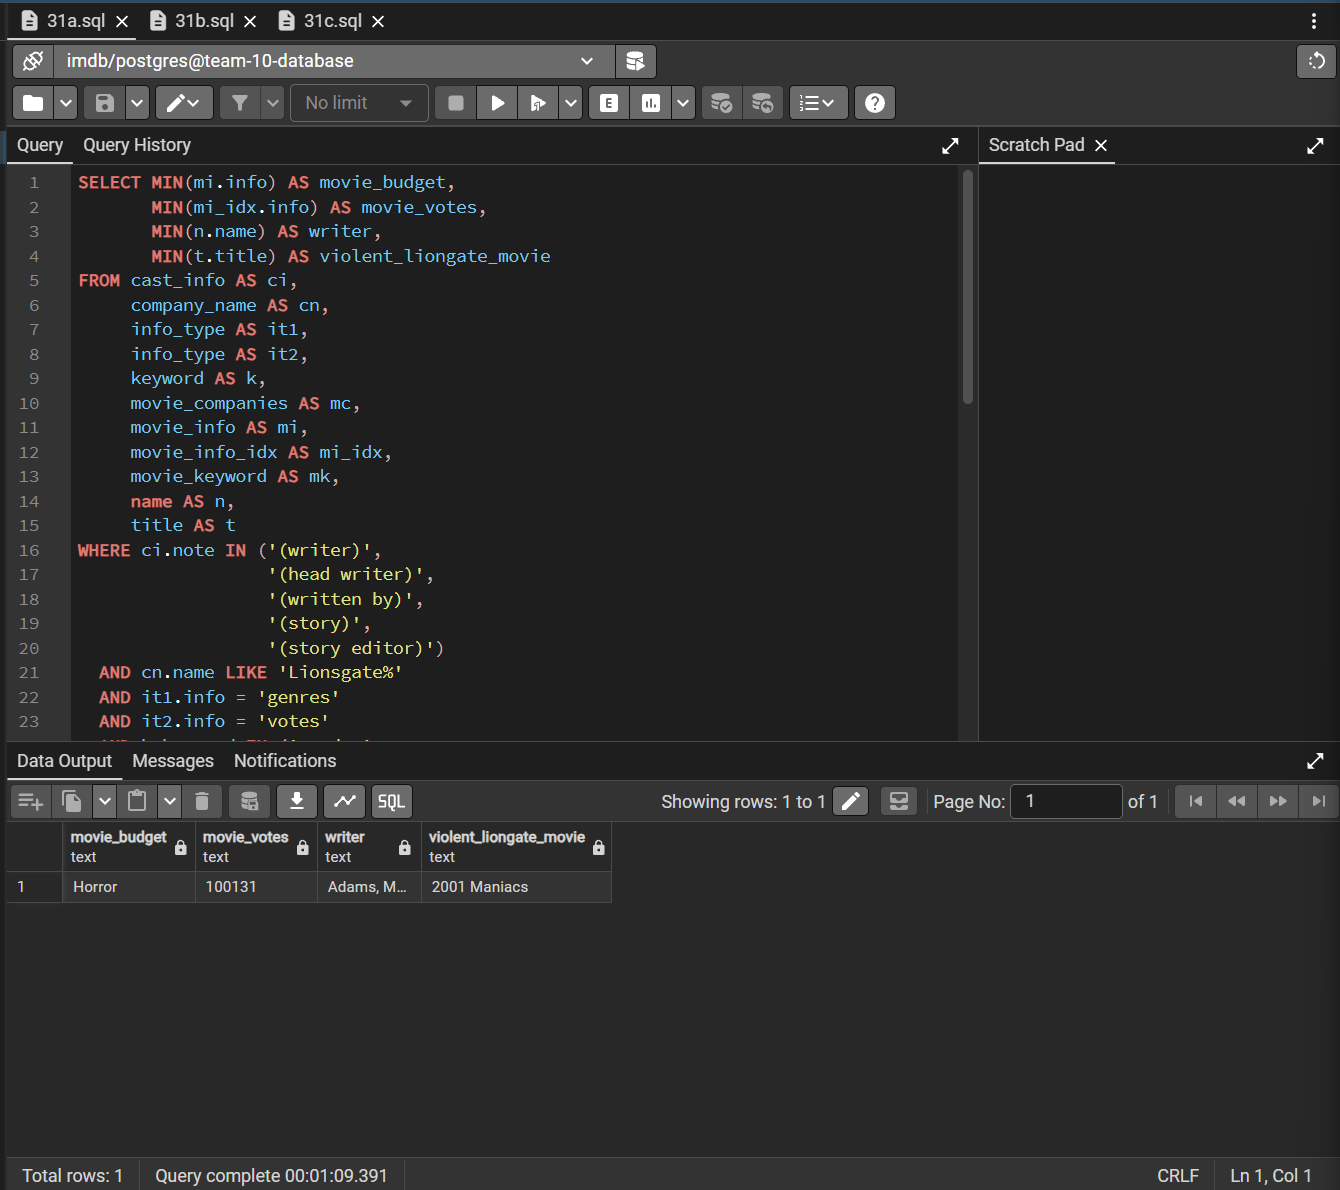 31a.sql 31b.sql 31c.sql
imdb/postgres@team-10-database
No limit
E
Query Query History
Scratch Pad
1 SELECT MIN(mi.info) AS movie_budget,
2 MIN(mi_idx.info) AS movie_votes,
3 MIN(n.name) AS writer,
4 MIN(t.title) AS violent_liongate_movie
5 FROM cast_info AS ci,
6 company_name AS cn,
7 info_type AS it1,
8 info_type AS it2,
9 keyword AS k,
10 movie_companies AS mc,
11 movie_info AS mi,
12 movie_info_idx AS mi_idx,
13 movie_keyword AS mk,
14 name AS n,
15 title AS t
16 WHERE ci.note IN ('(writer)',
17 '(head writer)',
18 '(written by)',
19 '(story)',
20 '(story editor)')
21 AND cn.name LIKE 'Lionsgate%'
22 AND it1.info = 'genres'
23 AND it2.info = 'votes'
Data Output Messages Notifications
SQL Showing rows: 1 to 1 Page No: 1 of 1
movie_budget movie_votes writer violent_liongate_movie
text text text text
1 Horror 100131 Adams, M... 2001 Maniacs
Total rows: 1 Query complete 00:01:09.391 CRLF Ln 1, Col 1